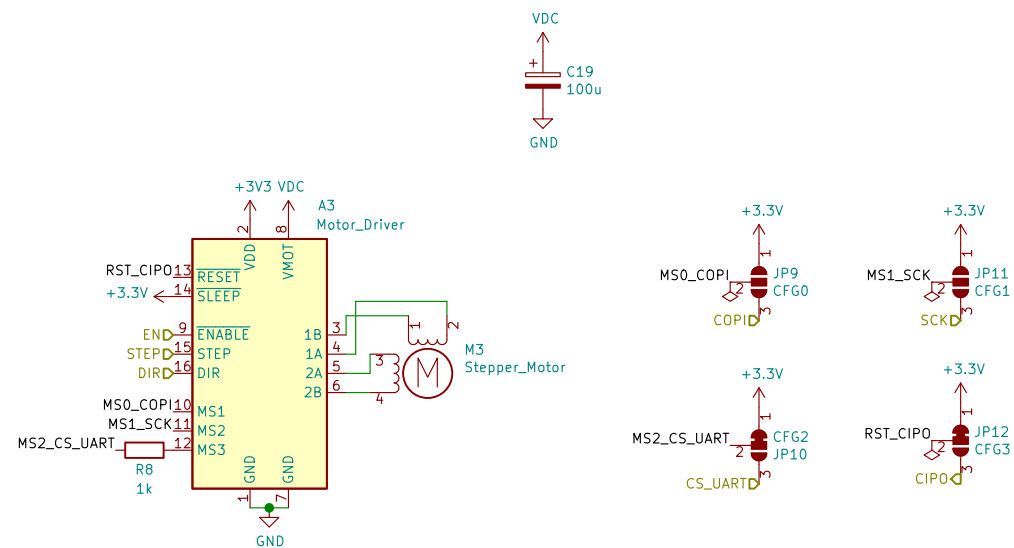 VDC
+
C19
100u
GND
+3V3 VDC
A3
Motor_Driver
2 8
VDD VMOT
RST_CIPO 13 RESET
+3.3V 14 SLEEP
EN 9 ENABLE
STEP 15 STEP
DIR 16 DIR
MS0_COPI 10 MS1
MS1_SCK 11 MS2
MS2_CS_UART 12 MS3
R8
1k
1B 3
1A 4
2A 5
2B 6
1 2
3
4
M
M3
Stepper_Motor
GND GND
1 7
GND
+3.3V
1
MS0_COPI
2
JP9
CFG0
3
COPI
+3.3V
1
MS1_SCK
2
JP11
CFG1
3
SCK
+3.3V
1
MS2_CS_UART
2
CFG2
JP10
3
CS_UART
+3.3V
1
RST_CIPO
2
JP12
CFG3
3
CIPO